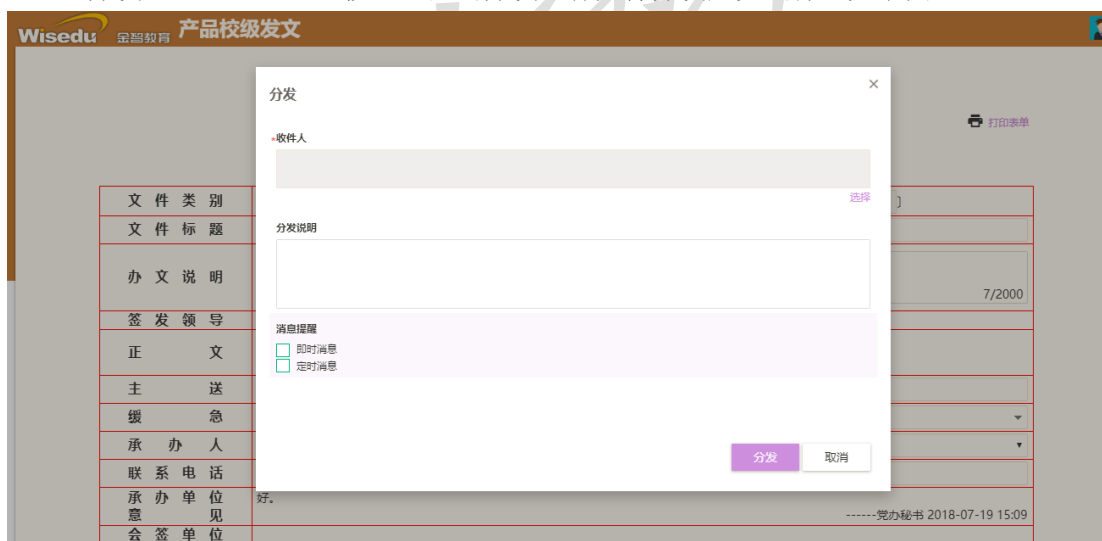 Wisedu 金智教育 产品校级发文
分发 ×
*收件人
打印表单
选择
文件类别 〕
文件标题
分发说明
办文说明
7/2000
签发领导
消息提醒
即时消息
定时消息
正文
主送
缓急
承办人
分发 取消
联系电话
承办单位意见 好。
------党办秘书 2018-07-19 15:09
会签单位